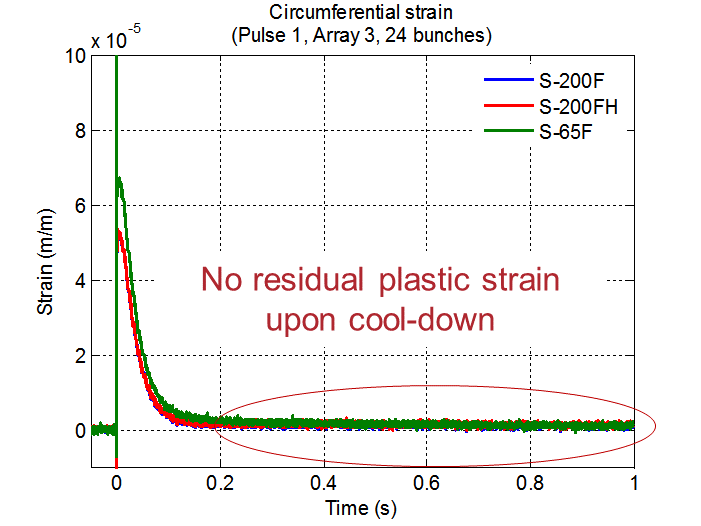 Circumferential strain
(Pulse 1, Array 3, 24 bunches)
x 10^-5
10
8
6
4
2
0
Strain (m/m)
S-200F
S-200FH
S-65F
No residual plastic strain
upon cool-down
0 0.2 0.4 0.6 0.8 1
Time (s)